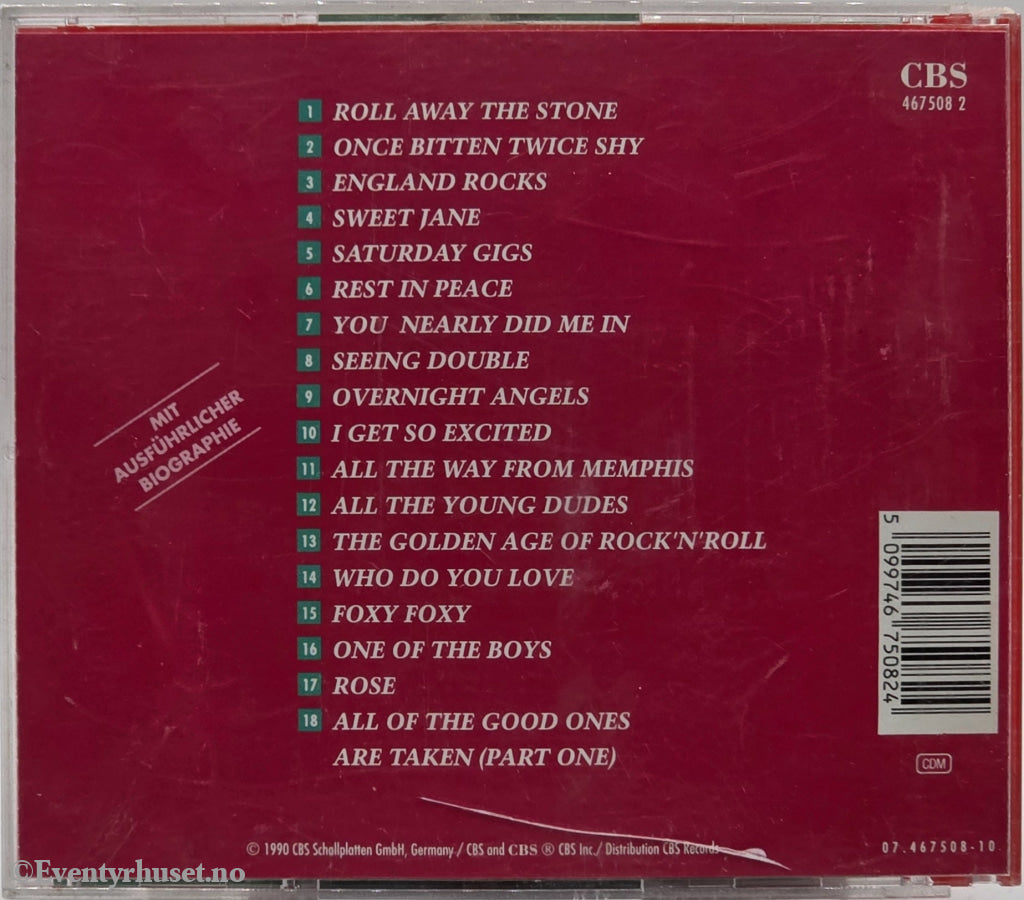 CBS
467508 2
1 ROLL AWAY THE STONE
2 ONCE BITTEN TWICE SHY
3 ENGLAND ROCKS
4 SWEET JANE
5 SATURDAY GIGS
6 REST IN PEACE
7 YOU NEARLY DID ME IN
8 SEEING DOUBLE
9 OVERNIGHT ANGELS
10 I GET SO EXCITED
11 ALL THE WAY FROM MEMPHIS
12 ALL THE YOUNG DUDES
13 THE GOLDEN AGE OF ROCK'N'ROLL
14 WHO DO YOU LOVE
15 FOXY FOXY
16 ONE OF THE BOYS
17 ROSE
18 ALL OF THE GOOD ONES
ARE TAKEN (PART ONE)
MIT
AUSFÜHRLICHER
BIOGRAPHIE
5 099746 750824
CDM
© 1990 CBS Schallplatten GmbH, Germany / CBS and CBS ® CBS Inc./ Distribution CBS Records
07.467508-10
©Eventyrhuset.no